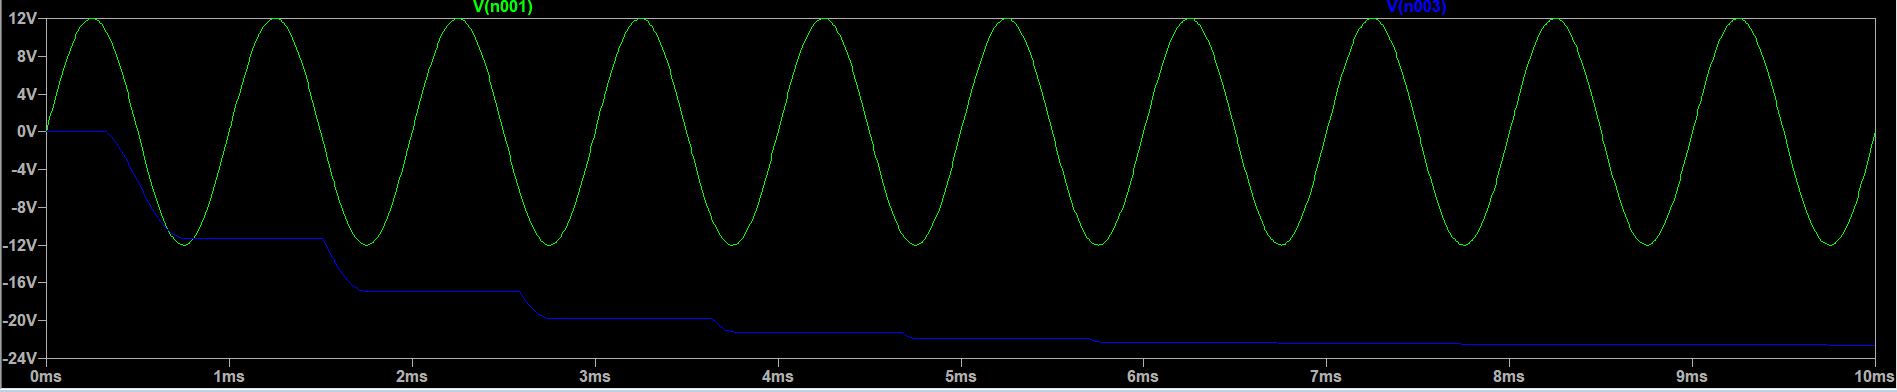 V(n001) V(n003)
12V
8V
4V
0V
-4V
-8V
-12V
-16V
-20V
-24V
0ms 1ms 2ms 3ms 4ms 5ms 6ms 7ms 8ms 9ms 10ms